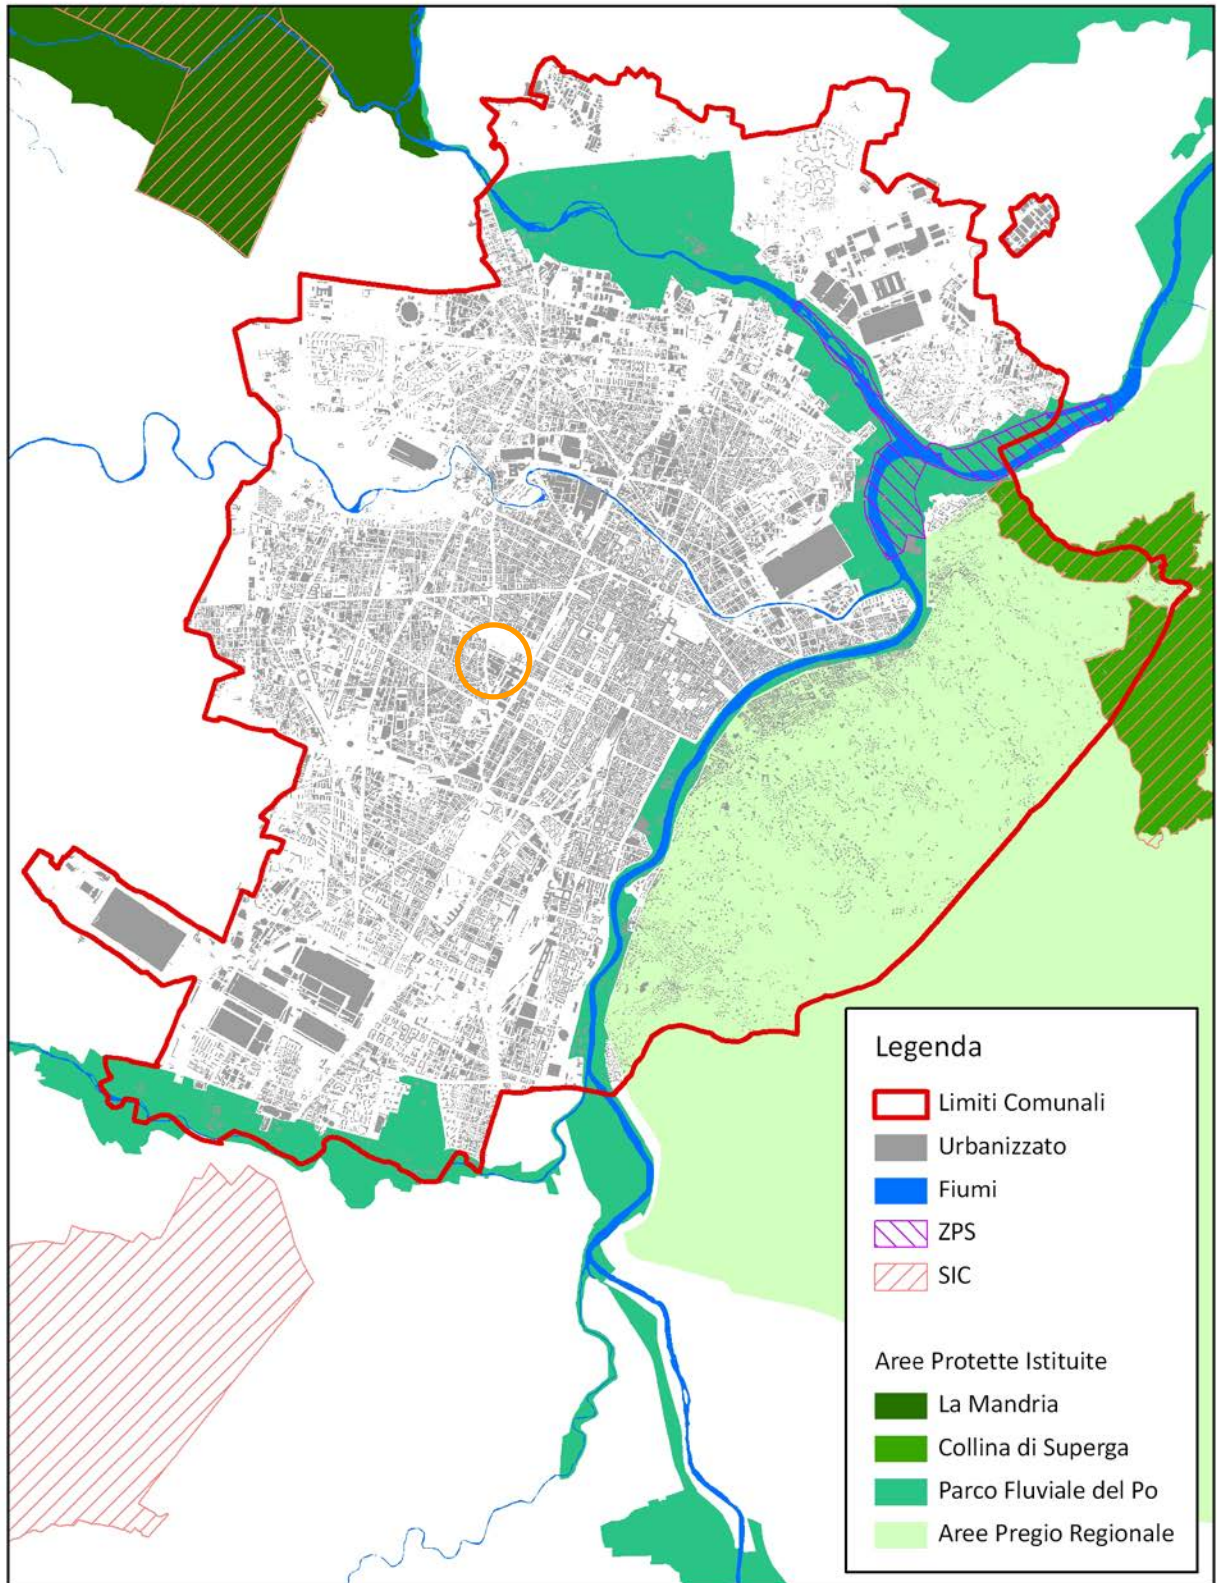 Legenda
Limiti Comunali
Urbanizzato
Fiumi
ZPS
SIC
Aree Protette Istituite
La Mandria
Collina di Superga
Parco Fluviale del Po
Aree Pregio Regionale